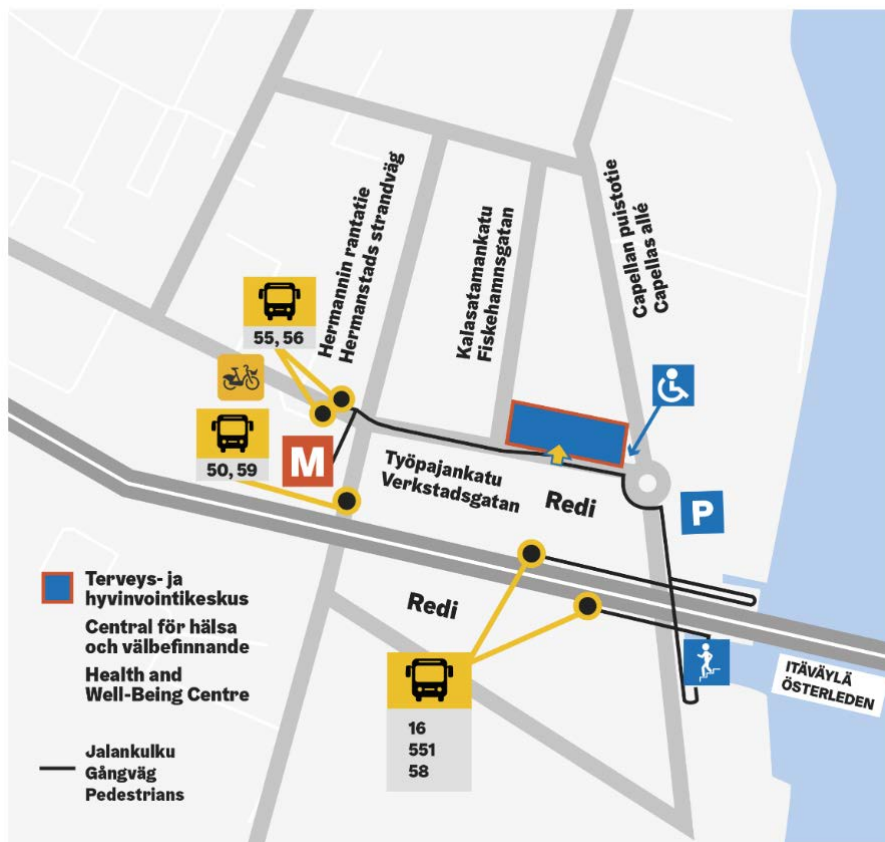 Hermannin rantatie
Hermanstads strandväg
Kalasatamankatu
Fiskehamnsgatan
Capellan puistotie
Capellas allé
55, 56
50, 59
M
Työpajankatu
Verkstadsgatan
Redi
P
Redi
16
551
58
ITÄVÄYLÄ
ÖSTERLEDEN
Terveys- ja
hyvinvointikeskus
Central för hälsa
och välbefinnande
Health and
Well-Being Centre
Jalankulku
Gångväg
Pedestrians